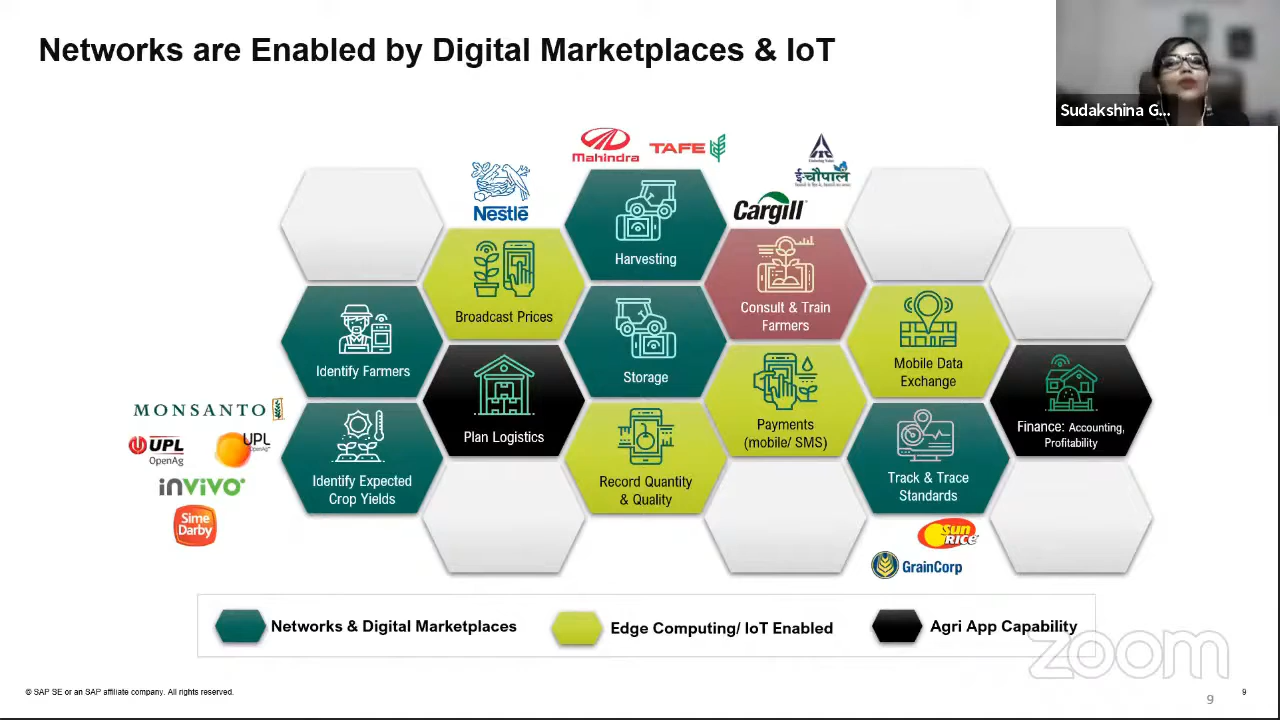 Networks are Enabled by Digital Marketplaces & IoT
Sudakshina G...
Mahindra
TAFE
Nestlé
ई-चौपाल
Cargill
Harvesting
Broadcast Prices
Consult & Train
Farmers
Identify Farmers
Storage
Mobile Data
Exchange
Plan Logistics
Payments
(mobile/ SMS)
Finance: Accounting,
Profitability
MONSANTO
UPL
OpenAg
UPL
OpenAg
INVIVO
Sime
Darby
Identify Expected
Crop Yields
Record Quantity
& Quality
Track & Trace
Standards
Sun
RICE
GrainCorp
Networks & Digital Marketplaces
Edge Computing/ IoT Enabled
Agri App Capability
zoom
© SAP SE or an SAP affiliate company. All rights reserved.
9
9